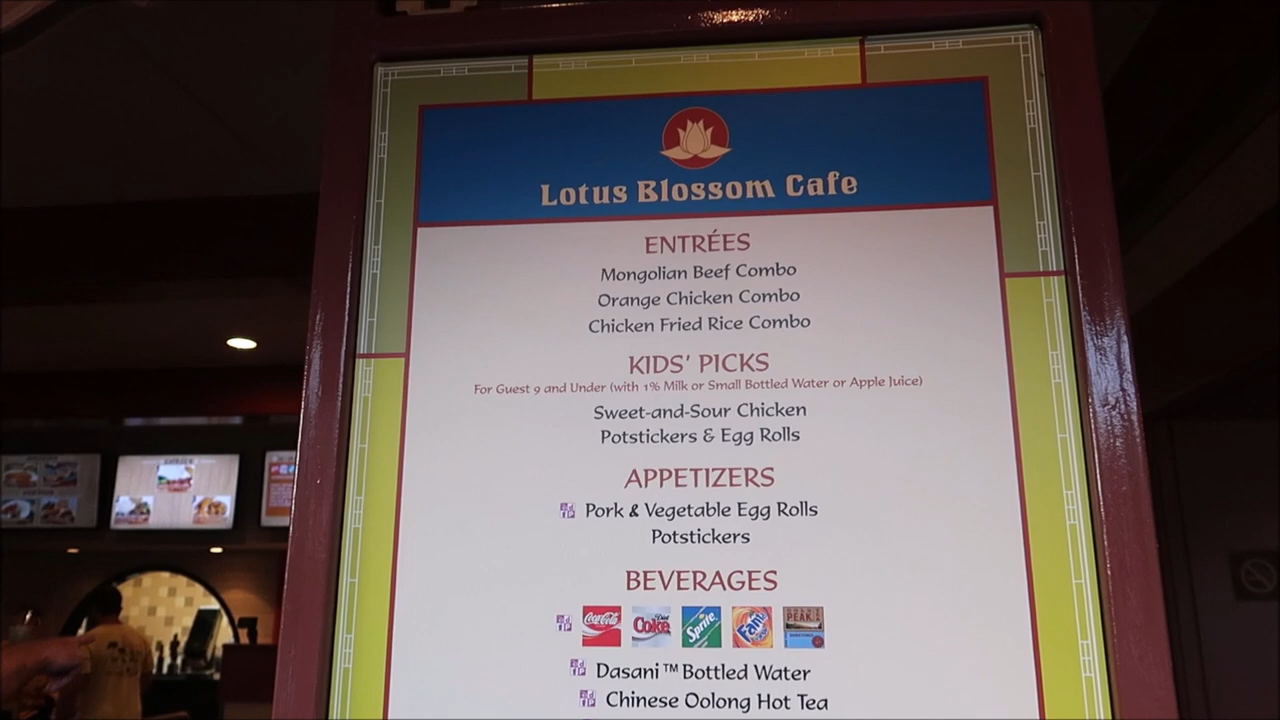 Lotus Blossom Cafe
ENTRÉES
Mongolian Beef Combo
Orange Chicken Combo
Chicken Fried Rice Combo
KIDS' PICKS
For Guest 9 and Under (with 1% Milk or Small Bottled Water or Apple Juice)
Sweet-and-Sour Chicken
Potstickers & Egg Rolls
APPETIZERS
Pork & Vegetable Egg Rolls
Potstickers
BEVERAGES
Coca-Cola Diet Coke Sprite Fanta GOLD PEAK
Dasani™ Bottled Water
Chinese Oolong Hot Tea